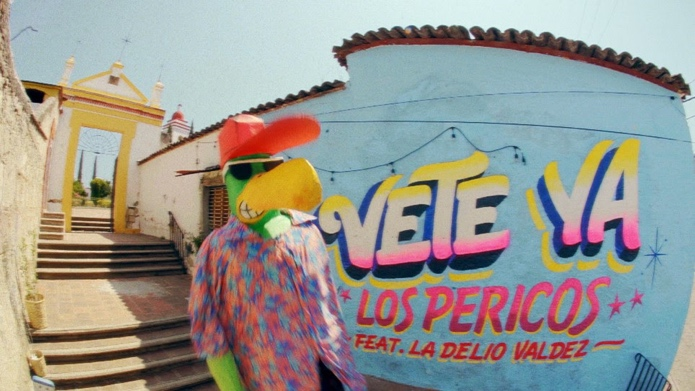 VETE YA
LOS PERICOS
FEAT. LA DELIO VALDEZ